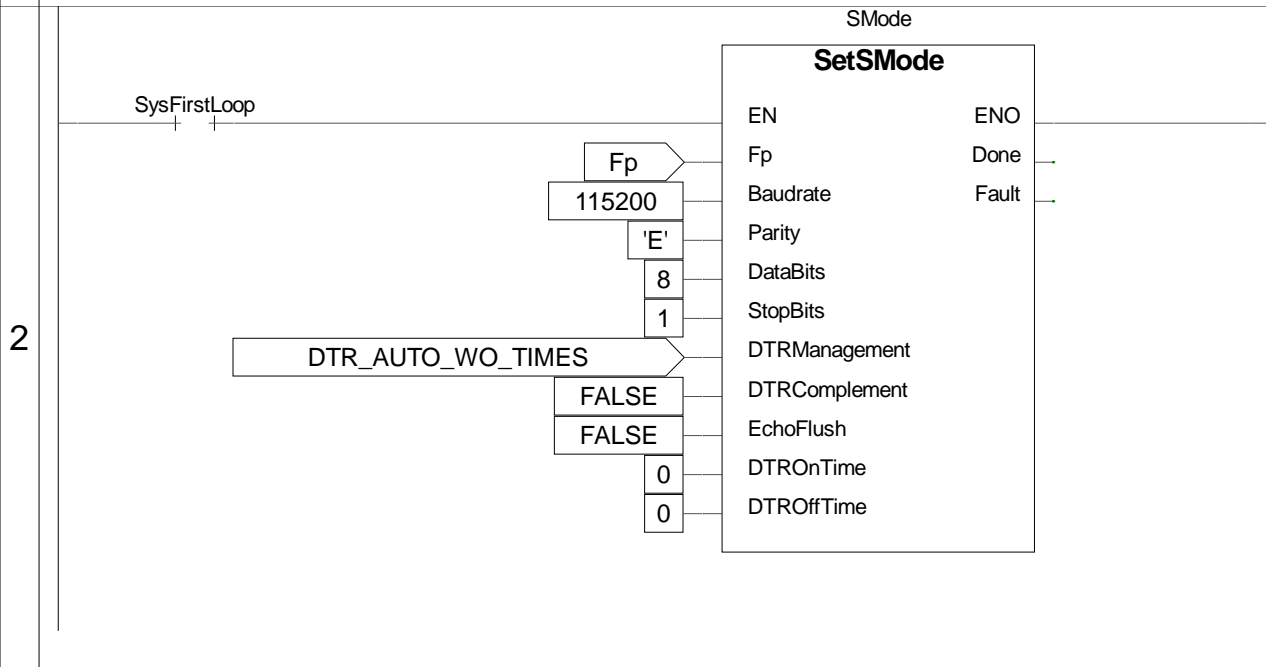 SMode
SetSMode
SysFirstLoop
EN ENO
Fp Fp Done
115200 Baudrate Fault
'E' Parity
8 DataBits
1 StopBits
2
DTR_AUTO_WO_TIMES DTRManagement
FALSE DTRComplement
FALSE EchoFlush
0 DTROnTime
0 DTROffTime